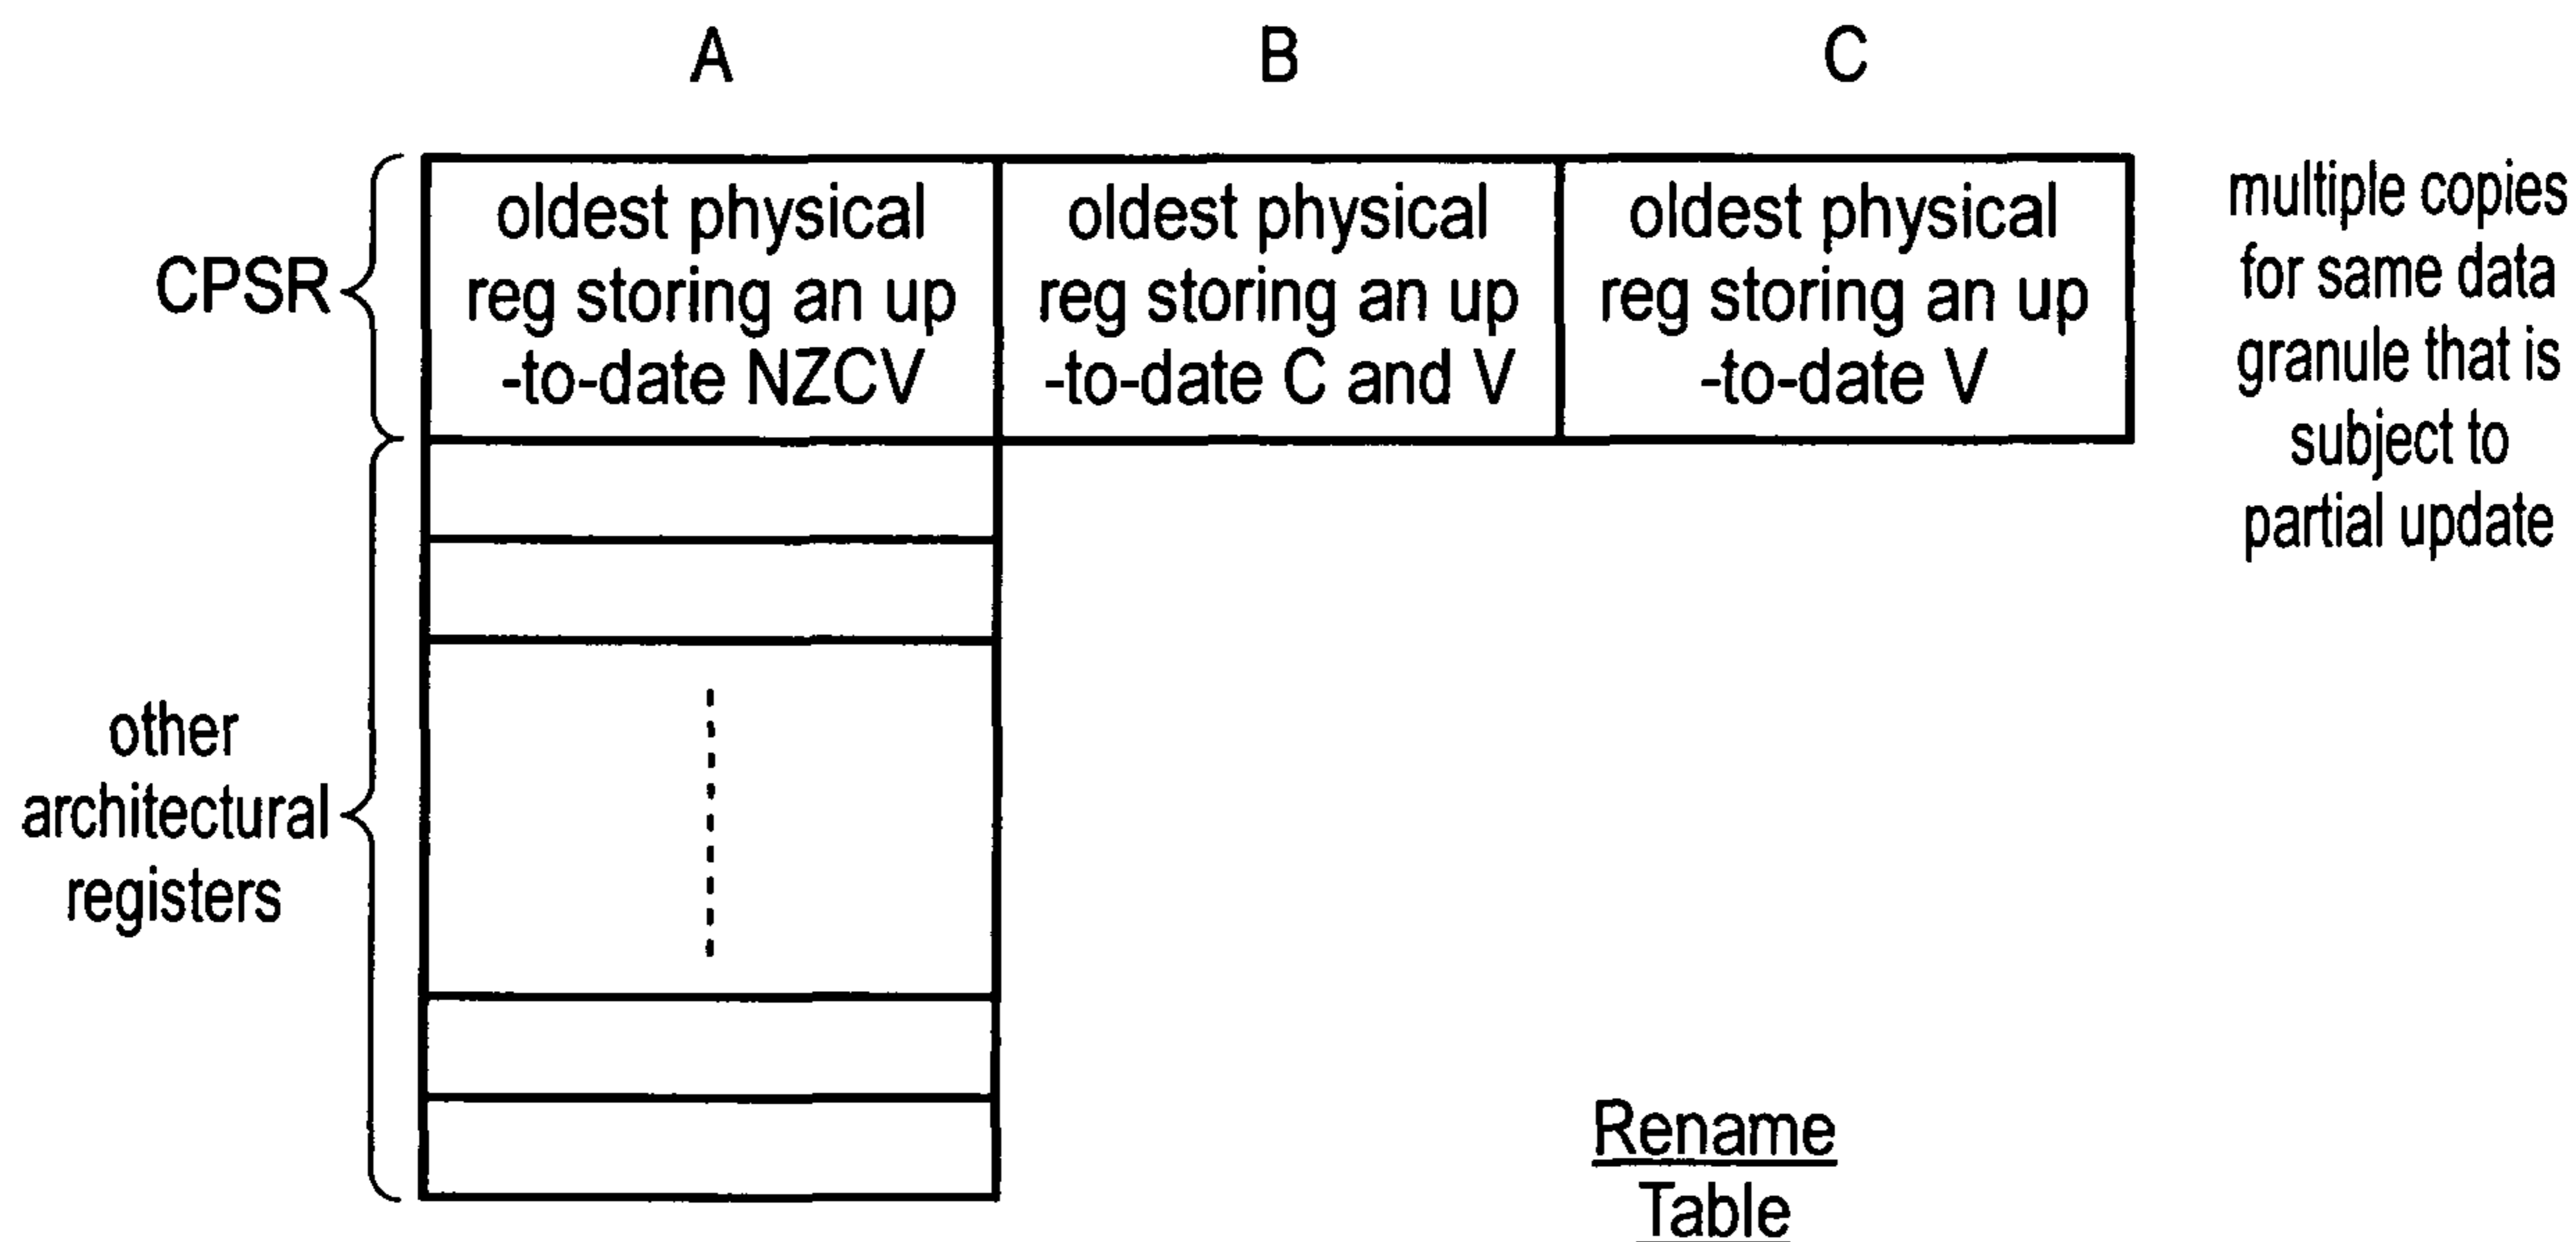 A
B
C
CPSR
oldest physical
reg storing an up
-to-date NZCV
oldest physical
reg storing an up
-to-date C and V
oldest physical
reg storing an up
-to-date V
multiple copies
for same data
granule that is
subject to
partial update
other
architectural
registers
Rename
Table